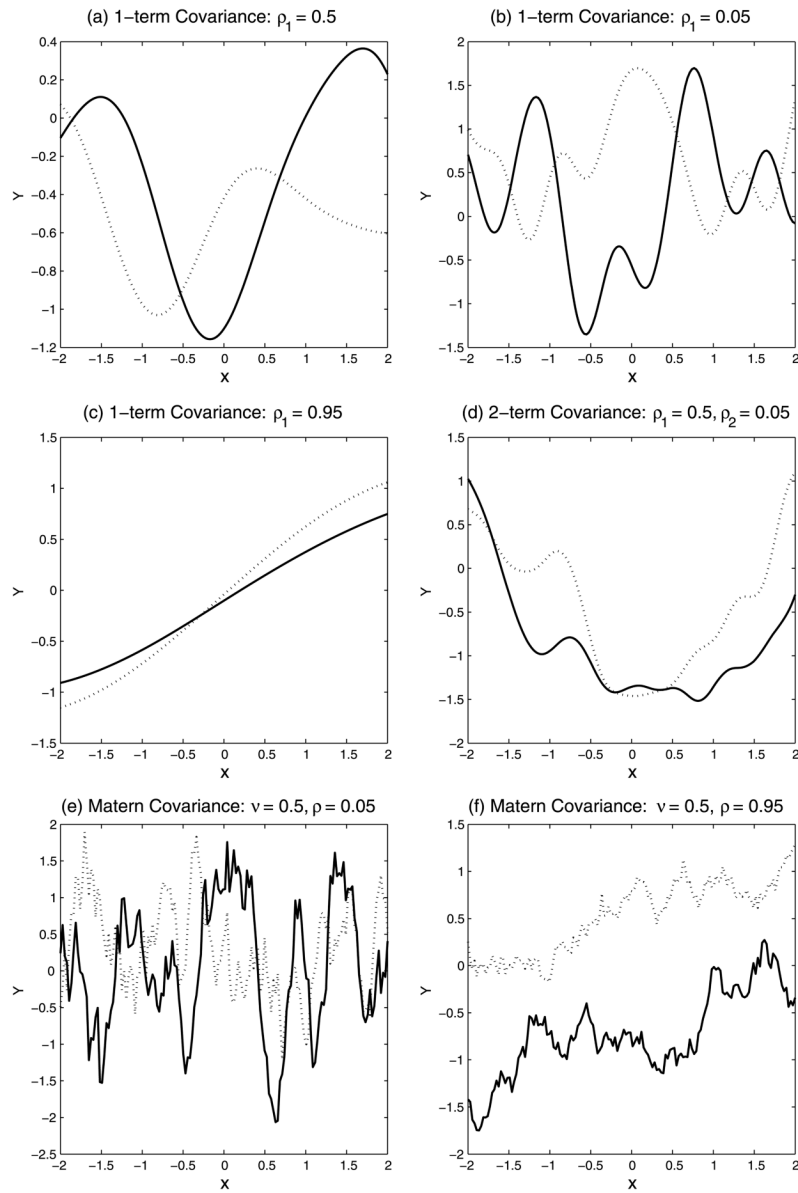 (a) 1−term Covariance: ρ1 = 0.5
0.4
0.2
0
−0.2
−0.4
−0.6
−0.8
−1
−1.2
Y
−2 −1.5 −1 −0.5 0 0.5 1 1.5 2
X
(b) 1−term Covariance: ρ1 = 0.05
2
1.5
1
0.5
0
−0.5
−1
−1.5
Y
−2 −1.5 −1 −0.5 0 0.5 1 1.5 2
X
(c) 1−term Covariance: ρ1 = 0.95
1.5
1
0.5
0
−0.5
−1
−1.5
Y
−2 −1.5 −1 −0.5 0 0.5 1 1.5 2
X
(d) 2−term Covariance: ρ1 = 0.5, ρ2 = 0.05
1.5
1
0.5
0
−0.5
−1
−1.5
−2
Y
−2 −1.5 −1 −0.5 0 0.5 1 1.5 2
X
(e) Matern Covariance: ν = 0.5, ρ = 0.05
2
1.5
1
0.5
0
−0.5
−1
−1.5
−2
−2.5
Y
−2 −1.5 −1 −0.5 0 0.5 1 1.5 2
X
(f) Matern Covariance: ν = 0.5, ρ = 0.95
1.5
1
0.5
0
−0.5
−1
−1.5
−2
Y
−2 −1.5 −1 −0.5 0 0.5 1 1.5 2
X